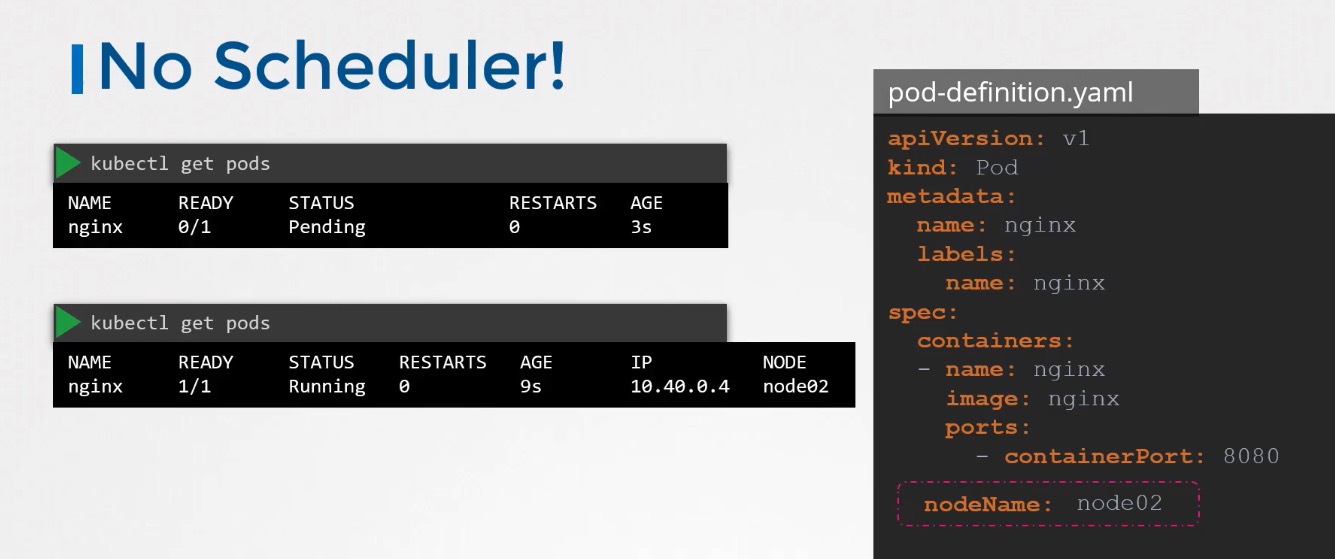 No Scheduler!
kubectl get pods
NAME READY STATUS RESTARTS AGE
nginx 0/1 Pending 0 3s
kubectl get pods
NAME READY STATUS RESTARTS AGE IP NODE
nginx 1/1 Running 0 9s 10.40.0.4 node02
pod-definition.yaml
apiVersion: v1
kind: Pod
metadata:
  name: nginx
  labels:
    name: nginx
spec:
  containers:
  - name: nginx
    image: nginx
    ports:
      - containerPort: 8080
  nodeName: node02